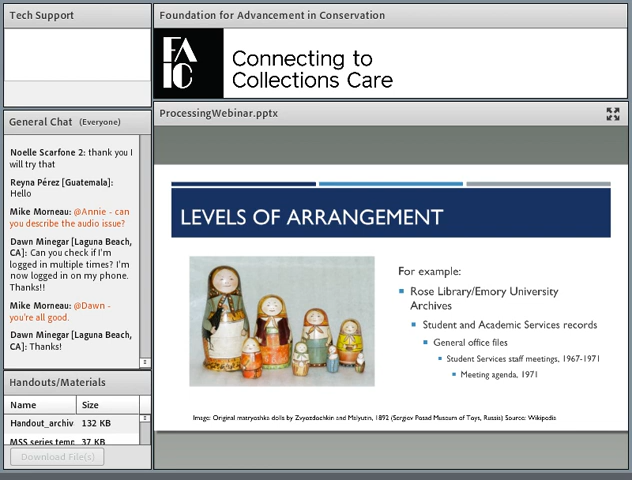 Tech Support
Foundation for Advancement in Conservation
FAIC
Connecting to
Collections Care
General Chat (Everyone)
Noelle Scarfone 2: thank you I
will try that
Reyna Pérez [Guatemala]:
Hello
Mike Morneau: @Annie - can
you describe the audio issue?
Dawn Minegar [Laguna Beach,
CA]: Can you check if I'm
logged in multiple times? I'm
now logged in on my phone.
Thanks!!
Mike Morneau: @Dawn -
you're all good.
Dawn Minegar [Laguna Beach,
CA]: Thanks!
Handouts/Materials
Name Size
Handout_archiv 132 KB
MSS series temp 37 KB
Download File(s)
ProcessingWebinar.pptx
LEVELS OF ARRANGEMENT
For example:
Rose Library/Emory University
Archives
Student and Academic Services records
General office files
Student Services staff meetings, 1967-1971
Meeting agenda, 1971
Image: Original matryoshka dolls by Zvyozdochkin and Malyutin, 1892 (Sergiev Posad Museum of Toys, Russia) Source: Wikipedia